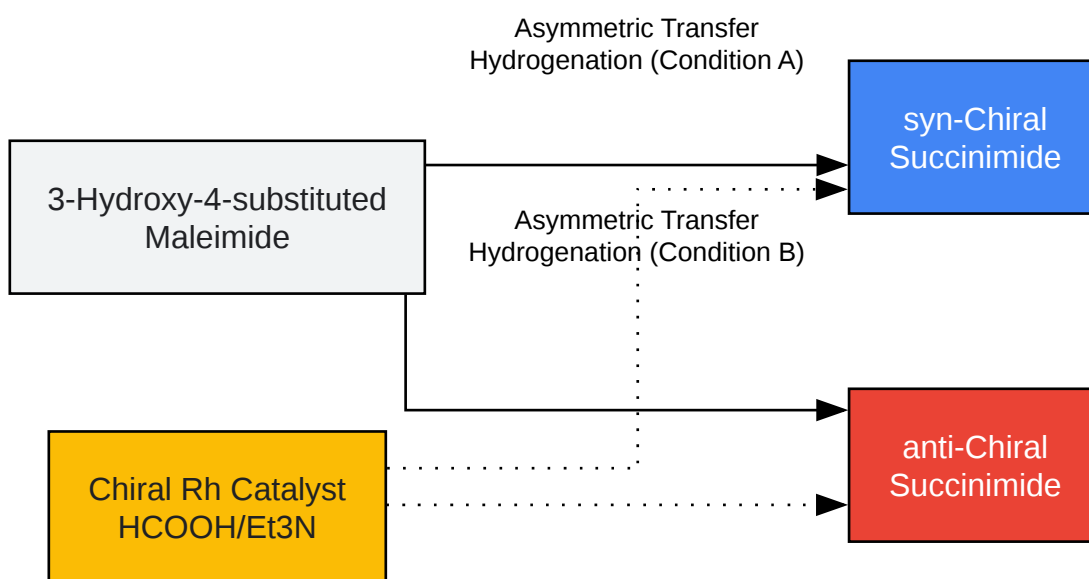 Asymmetric Transfer
Hydrogenation (Condition A)
syn-Chiral
Succinimide
3-Hydroxy-4-substituted
Maleimide
Asymmetric Transfer
Hydrogenation (Condition B)
Chiral Rh Catalyst
HCOOH/Et3N
anti-Chiral
Succinimide